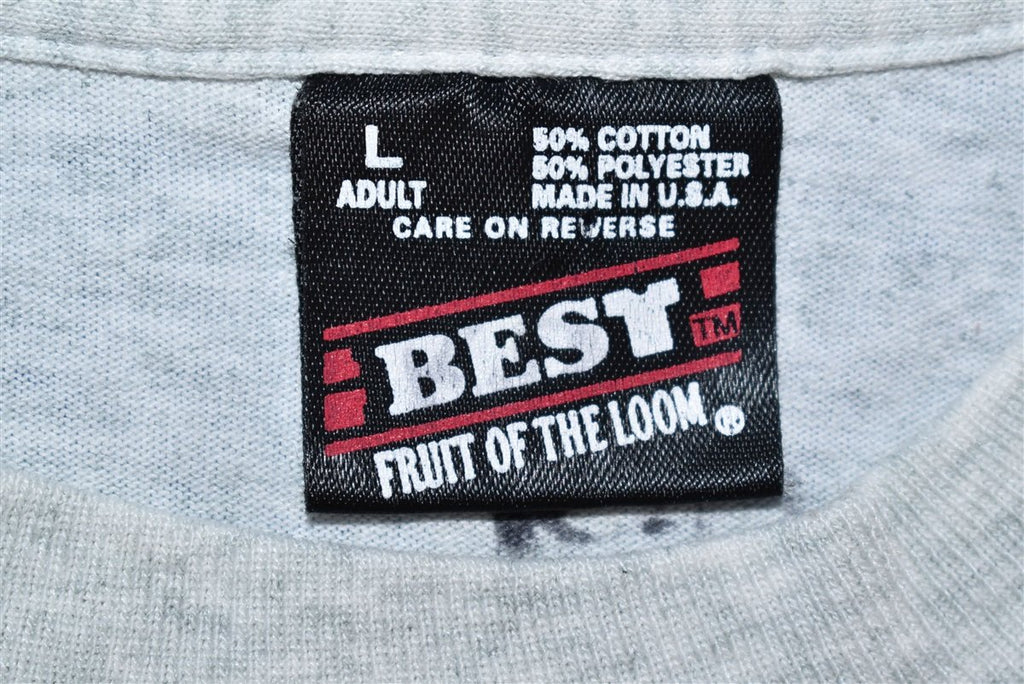 L
ADULT
50% COTTON
50% POLYESTER
MADE IN U.S.A.
CARE ON REVERSE
BEST TM
FRUIT OF THE LOOM ®